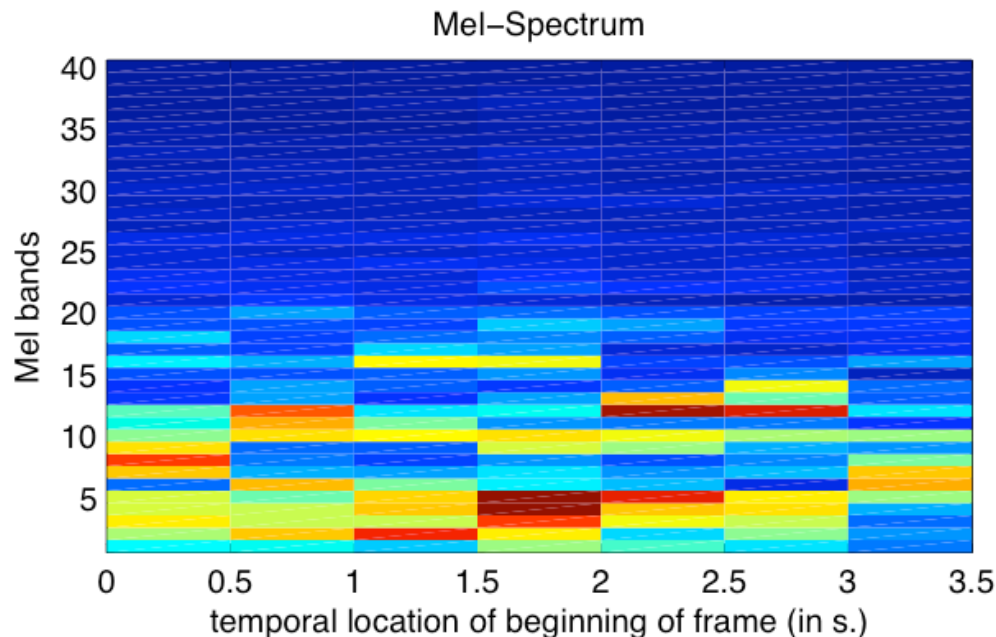 Mel−Spectrum
40
35
30
25
20
15
10
5
Mel bands
0 0.5 1 1.5 2 2.5 3 3.5
temporal location of beginning of frame (in s.)